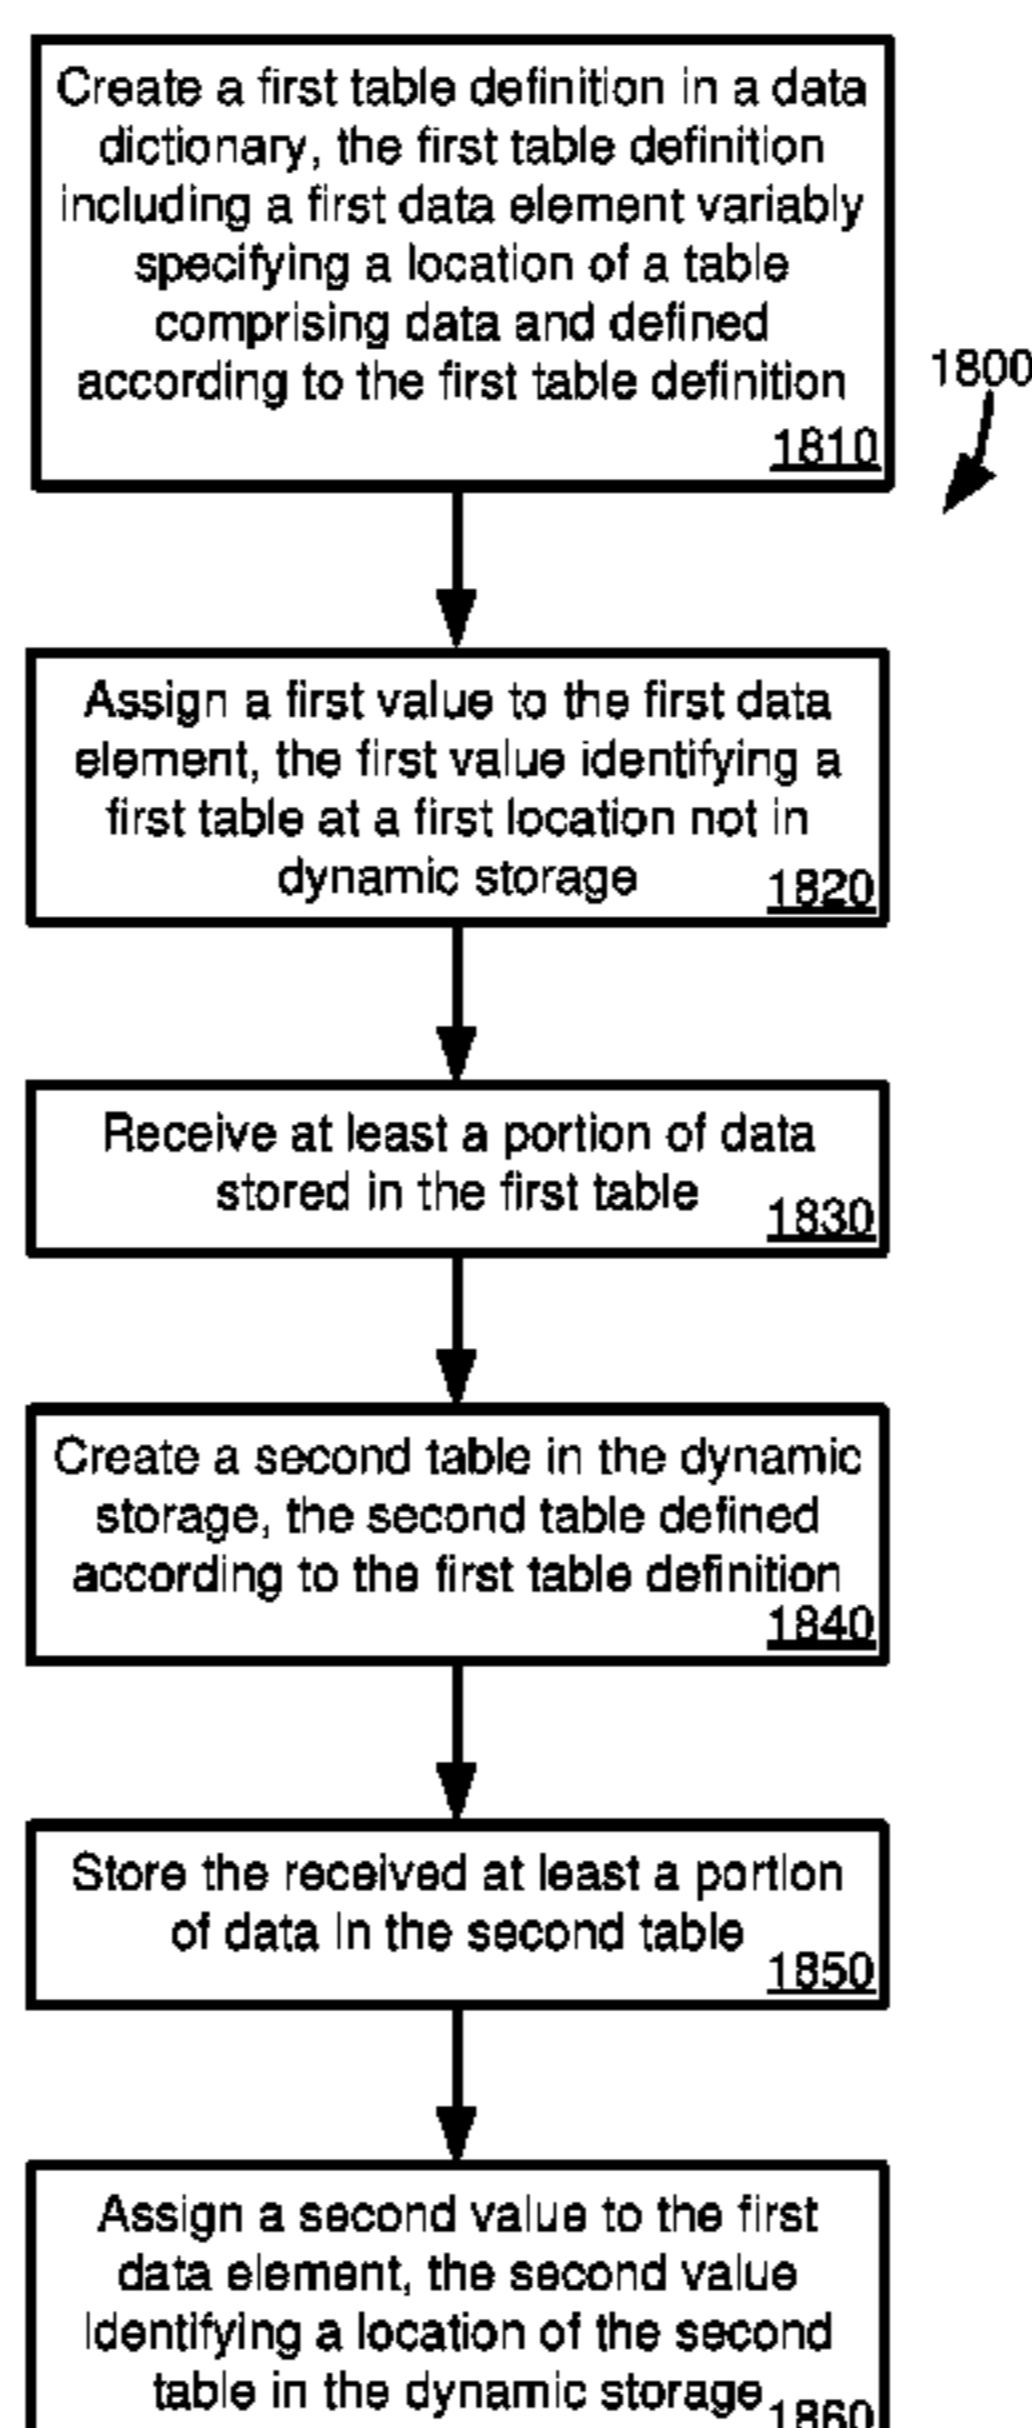 Create a first table definition in a data
dictionary, the first table definition
including a first data element variably
specifying a location of a table
comprising data and defined
according to the first table definition
1810
1800
Assign a first value to the first data
element, the first value identifying a
first table at a first location not in
dynamic storage
1820
Receive at least a portion of data
stored in the first table
1830
Create a second table in the dynamic
storage, the second table defined
according to the first table definition
1840
Store the received at least a portion
of data in the second table
1850
Assign a second value to the first
data element, the second value
identifying a location of the second
table in the dynamic storage
1860